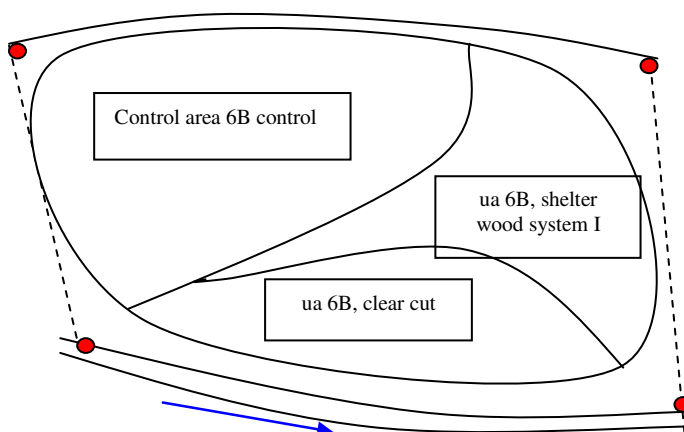 Control area 6B control
ua 6B, shelter
wood system I
ua 6B, clear cut